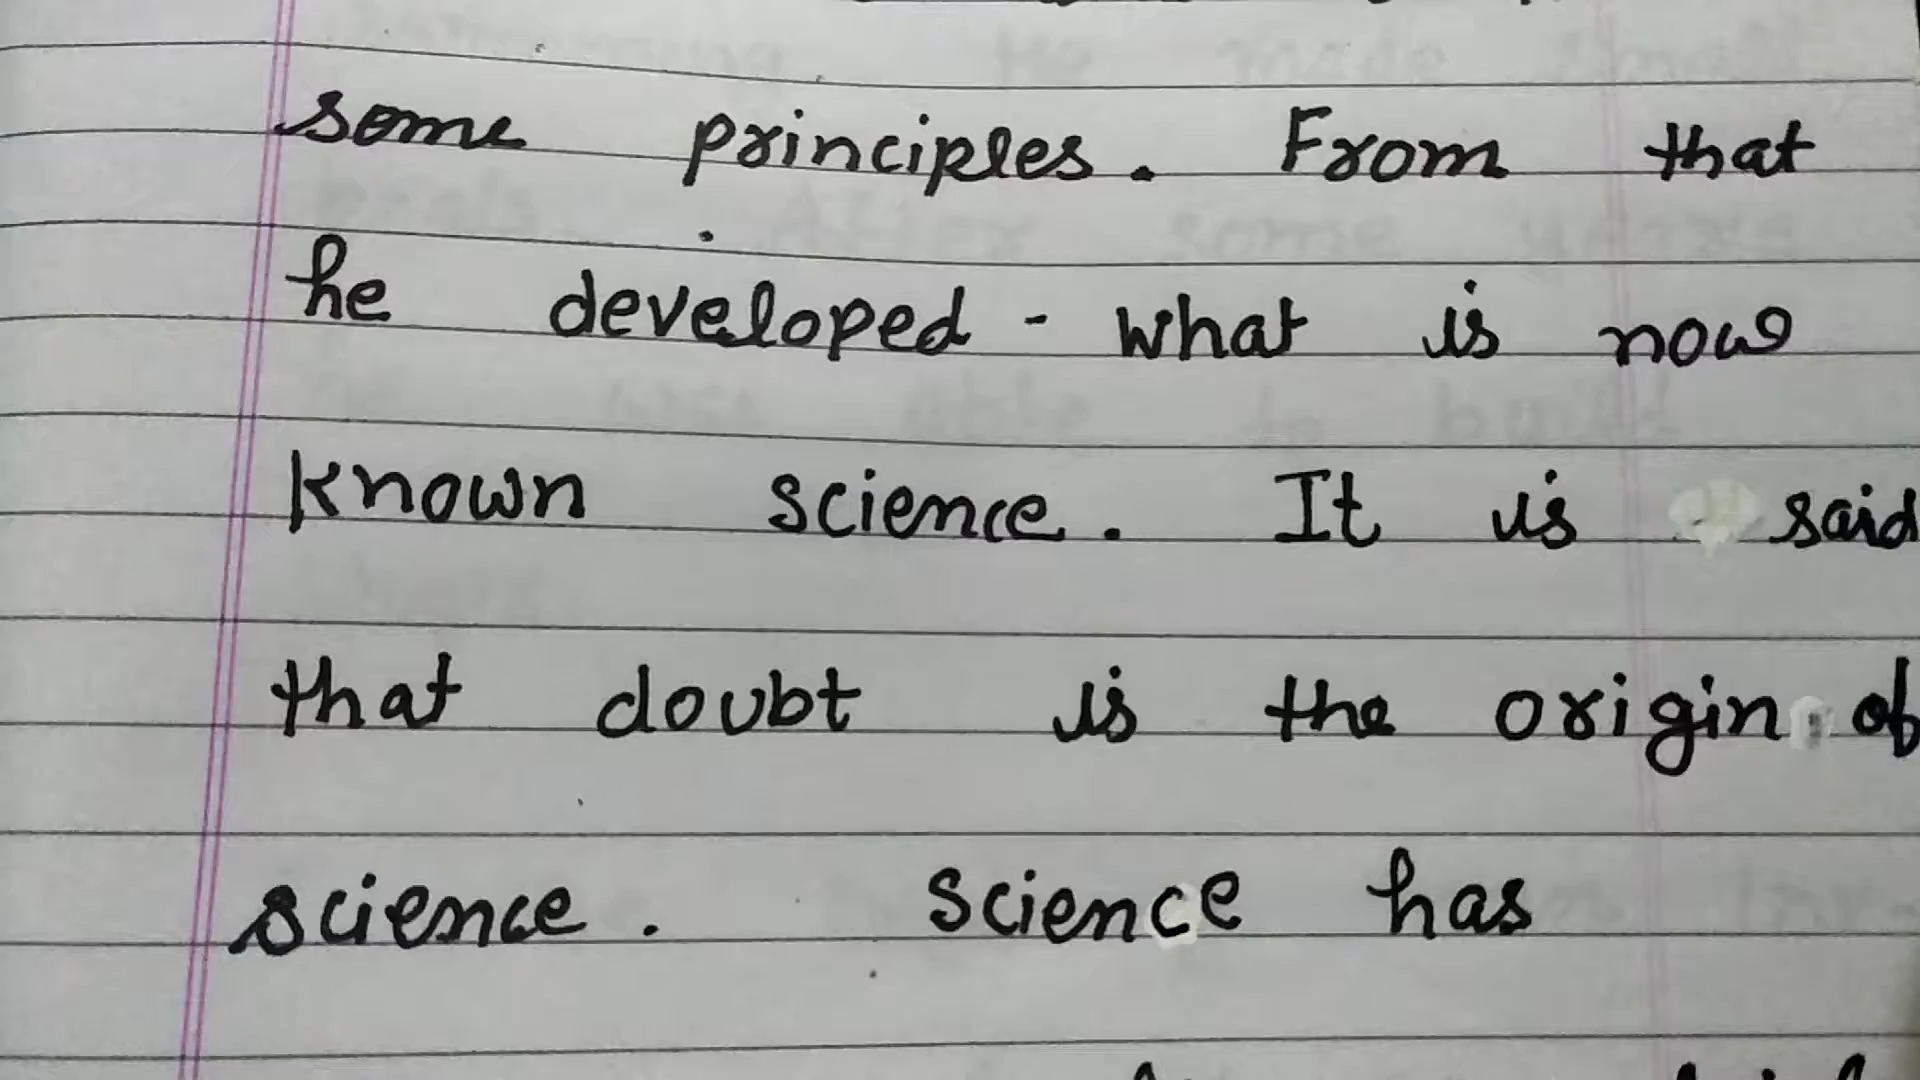 some principles. From that
he developed - what is now
known science. It is said
that doubt is the origin of
science. science has